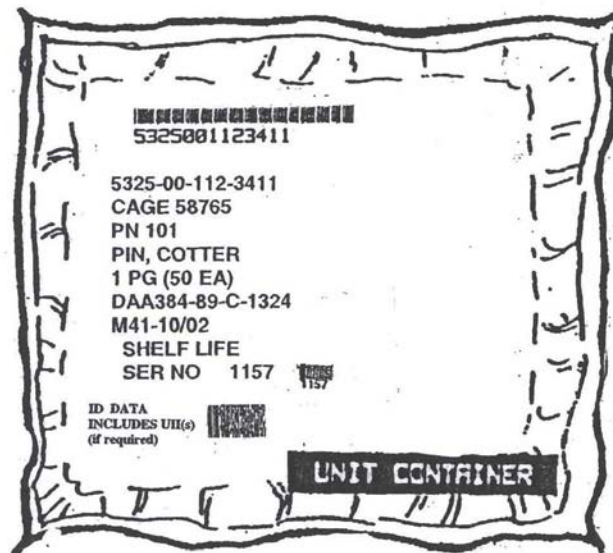 5325001123411
5325-00-112-3411
CAGE 58765
PN 101
PIN, COTTER
1 PG (50 EA)
DAA384-89-C-1324
M41-10/02
SHELF LIFE
SER NO 1157
1157
ID DATA
INCLUDES UII(s)
(if required)
UNIT CONTAINER